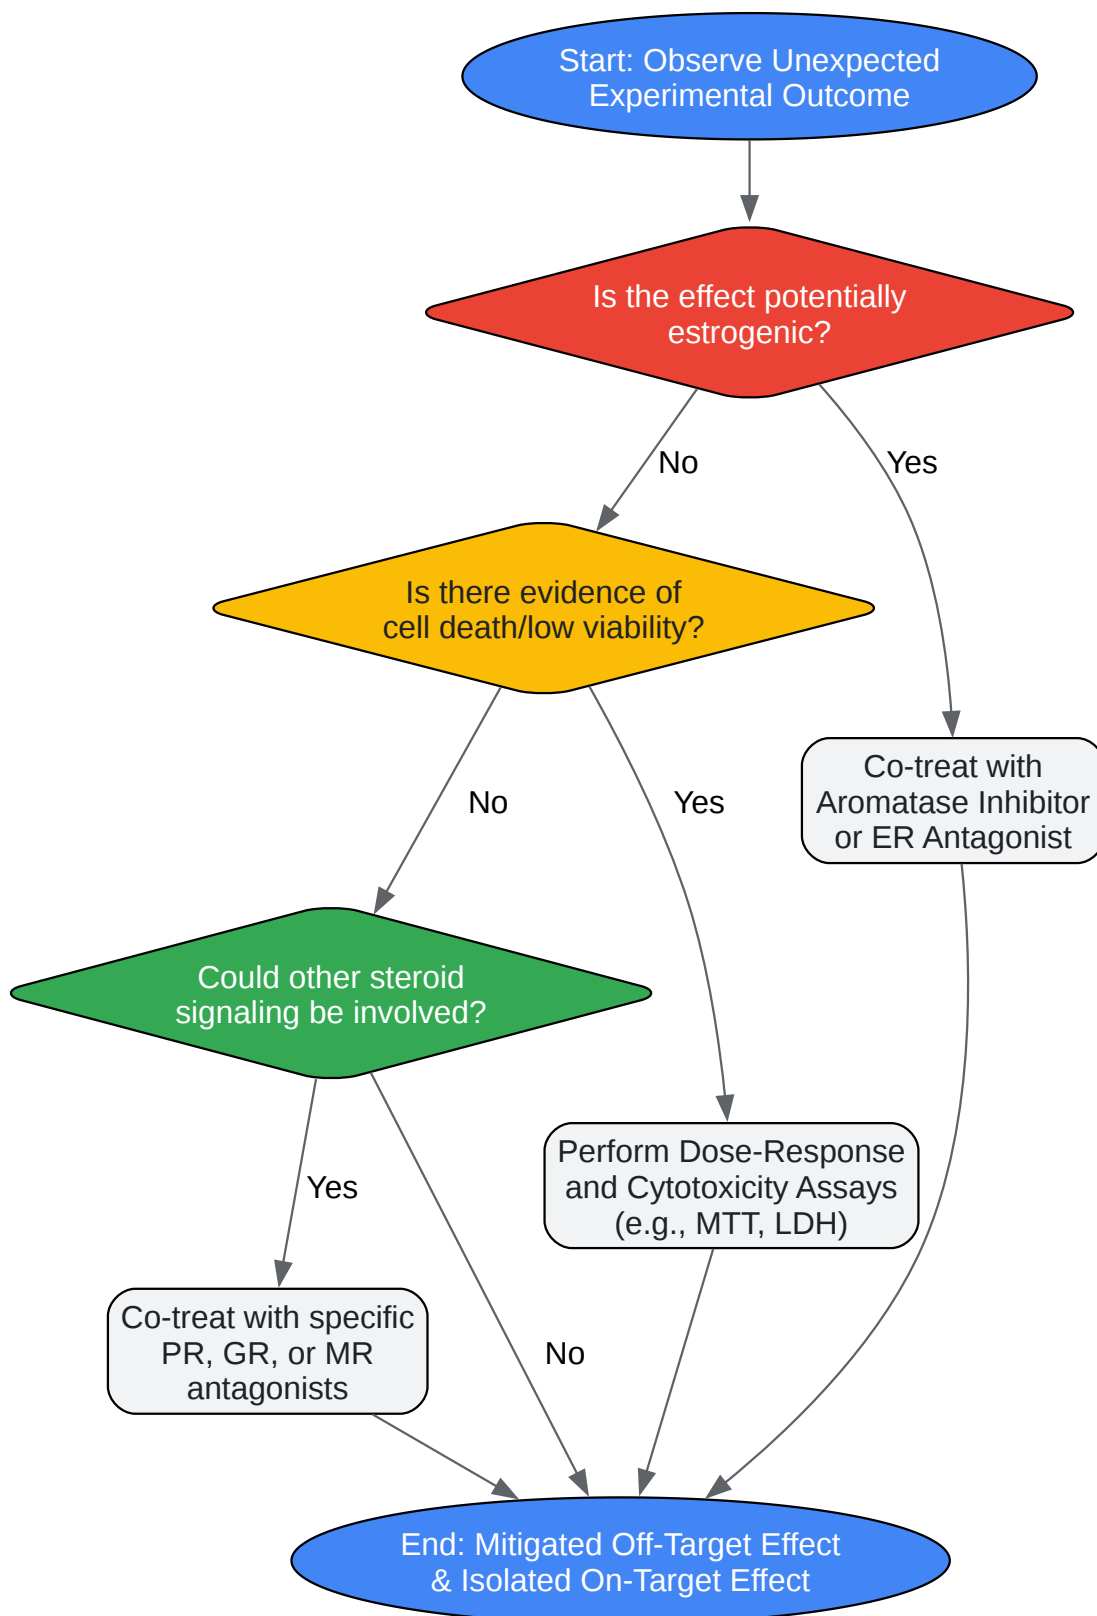 Start: Observe Unexpected
Experimental Outcome
Is the effect potentially
estrogenic?
No
Yes
Is there evidence of
cell death/low viability?
Co-treat with
Aromatase Inhibitor
or ER Antagonist
No
Yes
Could other steroid
signaling be involved?
Perform Dose-Response
and Cytotoxicity Assays
(e.g., MTT, LDH)
Yes
Co-treat with specific
PR, GR, or MR
antagonists
No
End: Mitigated Off-Target Effect
& Isolated On-Target Effect